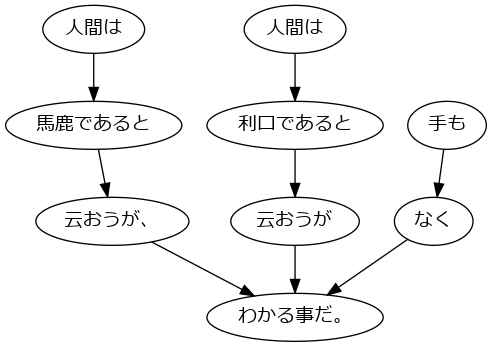 人間は
人間は
馬鹿であると
利口であると
手も
云おうが、
云おうが
なく
わかる事だ。